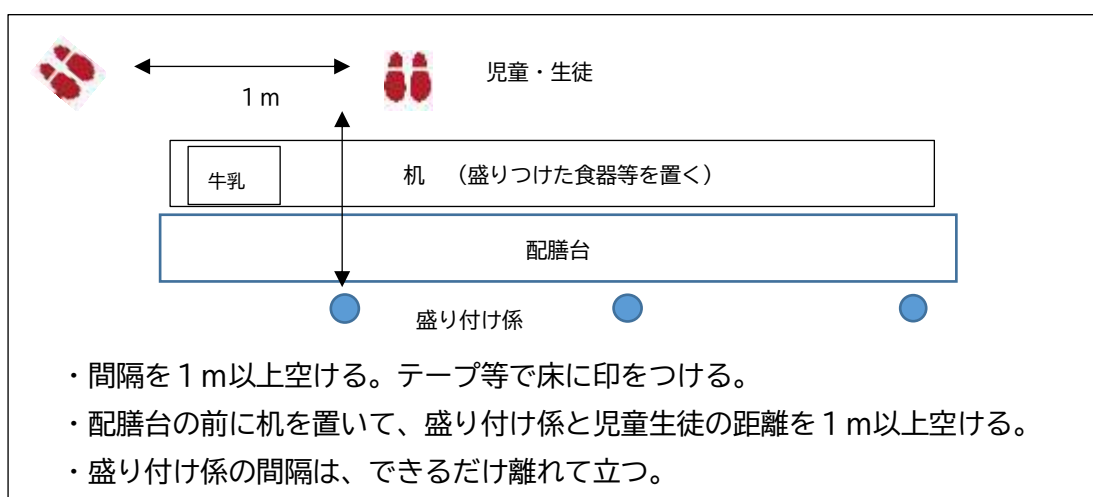 児童・生徒
１ｍ
牛乳
机　（盛りつけた食器等を置く）
配膳台
盛り付け係
・間隔を１ｍ以上空ける。テープ等で床に印をつける。
・配膳台の前に机を置いて、盛り付け係と児童生徒の距離を１ｍ以上空ける。
・盛り付け係の間隔は、できるだけ離れて立つ。